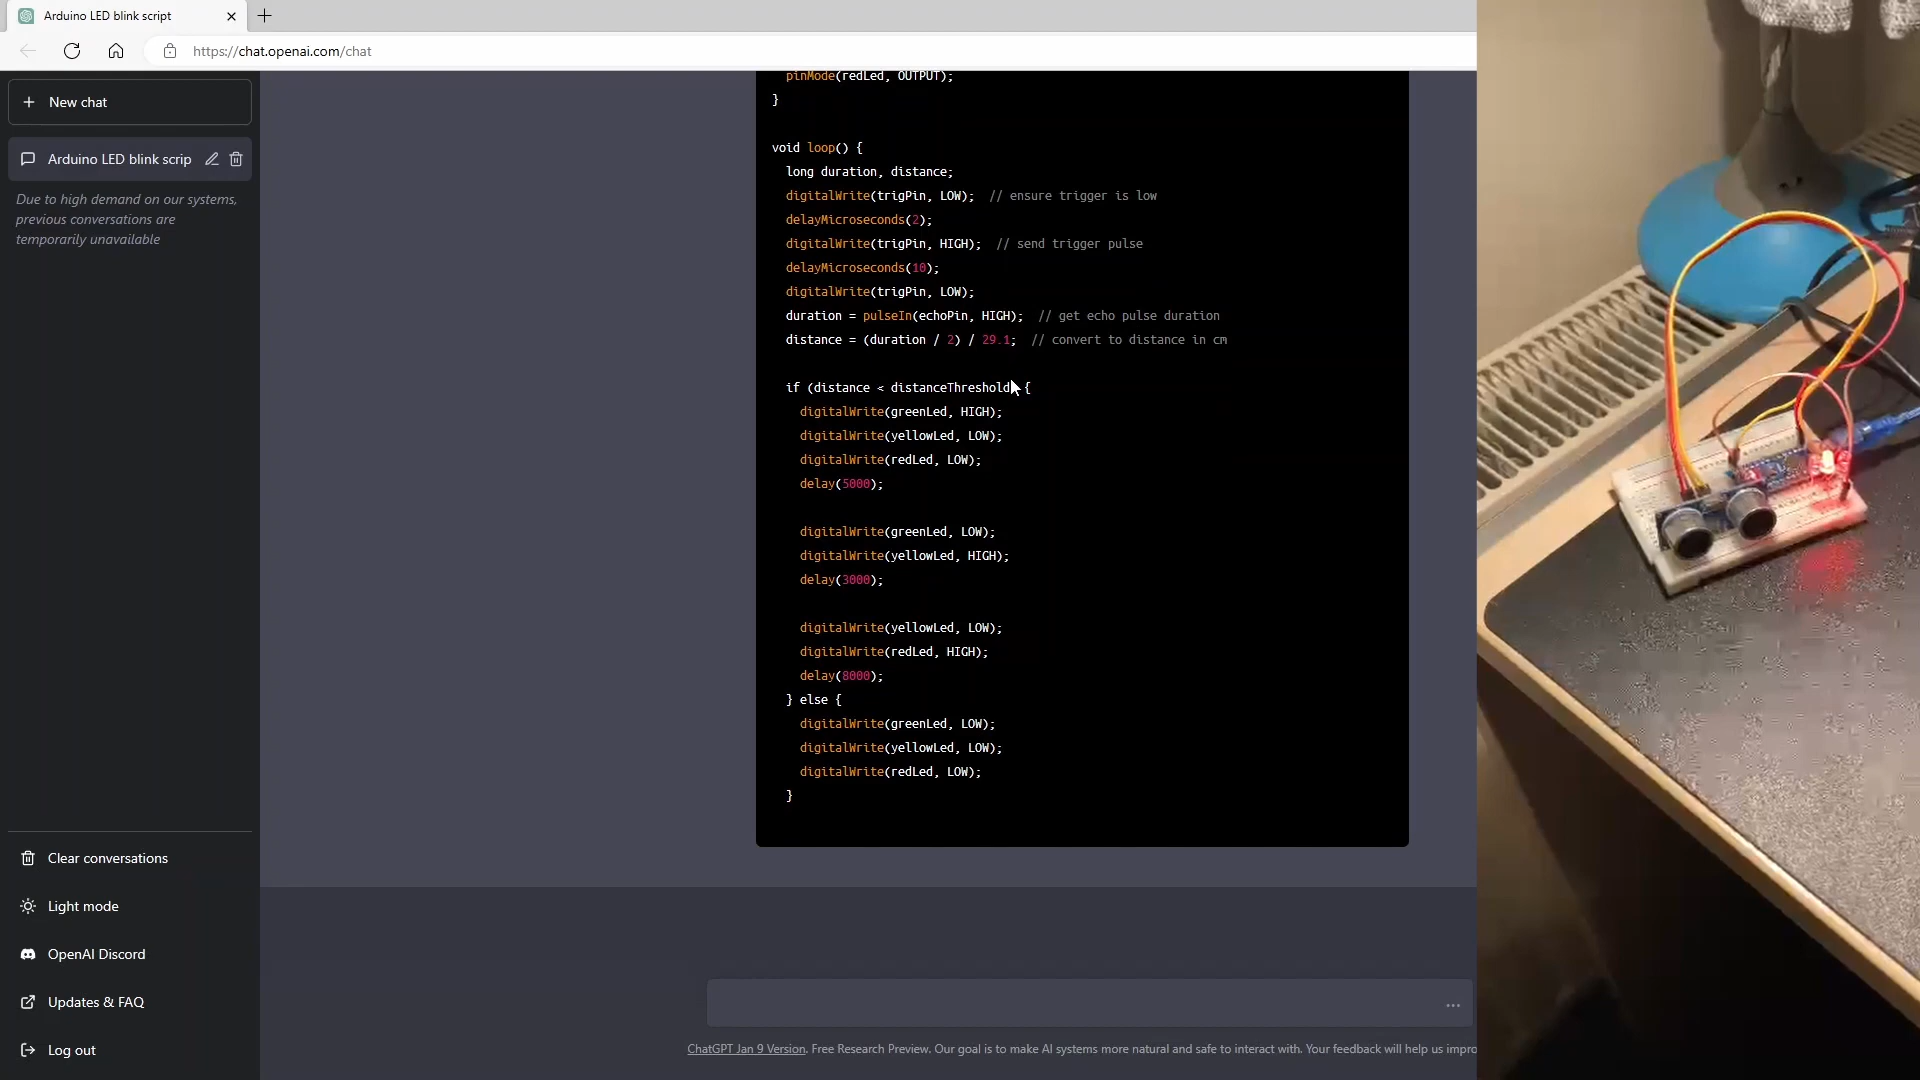 Arduino LED blink script
https://chat.openai.com/chat
New chat
Arduino LED blink scrip
Due to high demand on our systems,
previous conversations are
temporarily unavailable
Clear conversations
Light mode
OpenAI Discord
Updates & FAQ
Log out
pinMode(redLed, OUTPUT);
}
void loop() {
long duration, distance;
digitalWrite(trigPin, LOW); // ensure trigger is low
delayMicroseconds(2);
digitalWrite(trigPin, HIGH); // send trigger pulse
delayMicroseconds(10);
digitalWrite(trigPin, LOW);
duration = pulseIn(echoPin, HIGH); // get echo pulse duration
distance = (duration / 2) / 29.1; // convert to distance in cm
if (distance < distanceThreshold {
digitalWrite(greenLed, HIGH);
digitalWrite(yellowLed, LOW);
digitalWrite(redLed, LOW);
delay(5000);
digitalWrite(greenLed, LOW);
digitalWrite(yellowLed, HIGH);
delay(3000);
digitalWrite(yellowLed, LOW);
digitalWrite(redLed, HIGH);
delay(8000);
} else {
digitalWrite(greenLed, LOW);
digitalWrite(yellowLed, LOW);
digitalWrite(redLed, LOW);
}
ChatGPT Jan 9 Version. Free Research Preview. Our goal is to make AI systems more natural and safe to interact with. Your feedback will help us impro